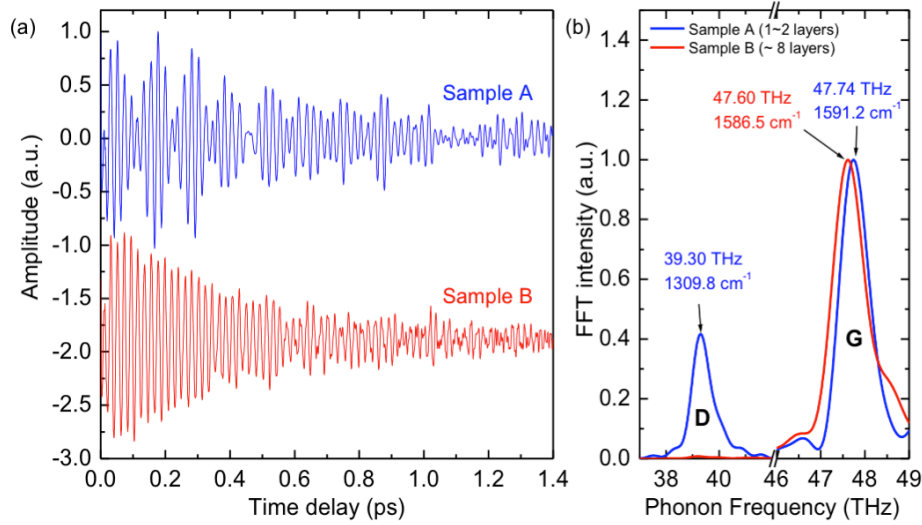 (a)
1.0
0.5
0.0
-0.5
-1.0
-1.5
-2.0
-2.5
-3.0
Amplitude (a.u.)
Sample A
Sample B
0.0 0.2 0.4 0.6 0.8 1.0 1.2 1.4
Time delay (ps)
(b)
1.4
1.2
1.0
0.8
0.6
0.4
0.2
0.0
FFT intensity (a.u.)
Sample A (1~2 layers)
Sample B (~ 8 layers)
47.60 THz
1586.5 cm⁻¹
47.74 THz
1591.2 cm⁻¹
39.30 THz
1309.8 cm⁻¹
D
G
38 39 40 47 48 49
Phonon Frequency (THz)